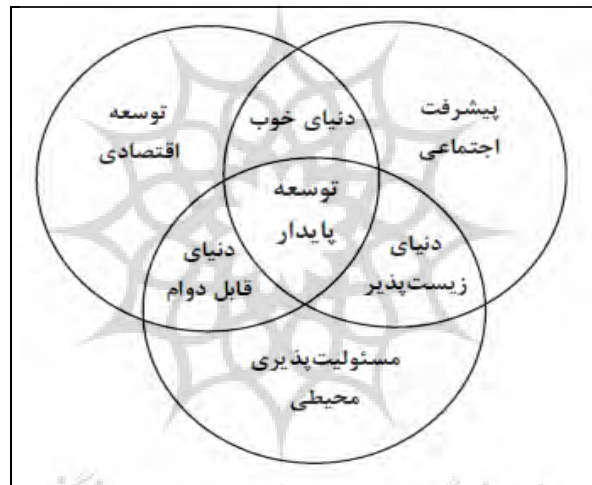 توسعه
اقتصادی
دنیای خوب
پیشرفت
اجتماعی
توسعه
پایدار
دنیای
قابل دوام
دنیای
زیست‌پذیر
مسئولیت‌پذیری
محیطی